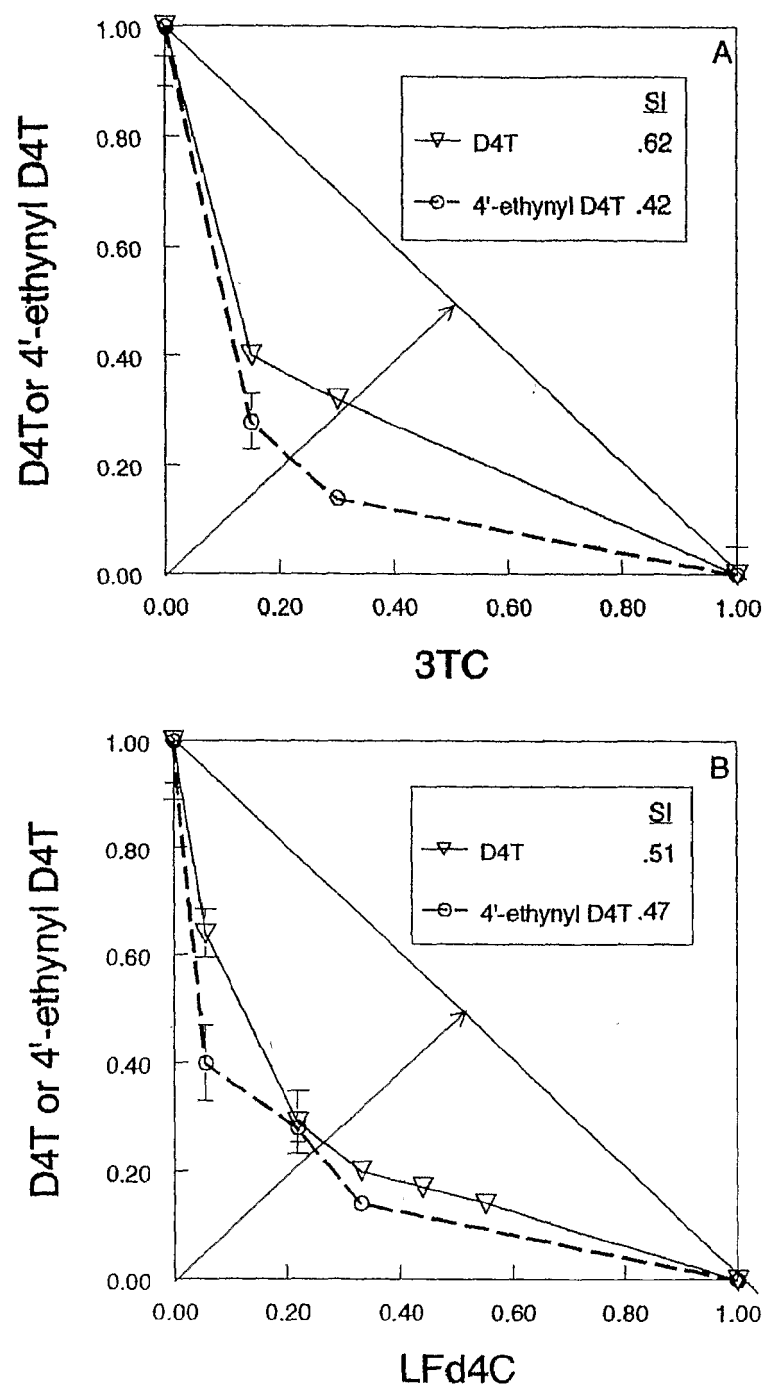 A
SI
D4T .62
4'-ethynyl D4T .42
1.00
0.80
0.60
0.40
0.20
0.00
D4Tor 4'-ethynyl D4T
0.00 0.20 0.40 0.60 0.80 1.00
3TC
B
SI
D4T .51
4'-ethynyl D4T .47
1.00
0.80
0.60
0.40
0.20
0.00
D4T or 4'-ethynyl D4T
0.00 0.20 0.40 0.60 0.80 1.00
LFd4C